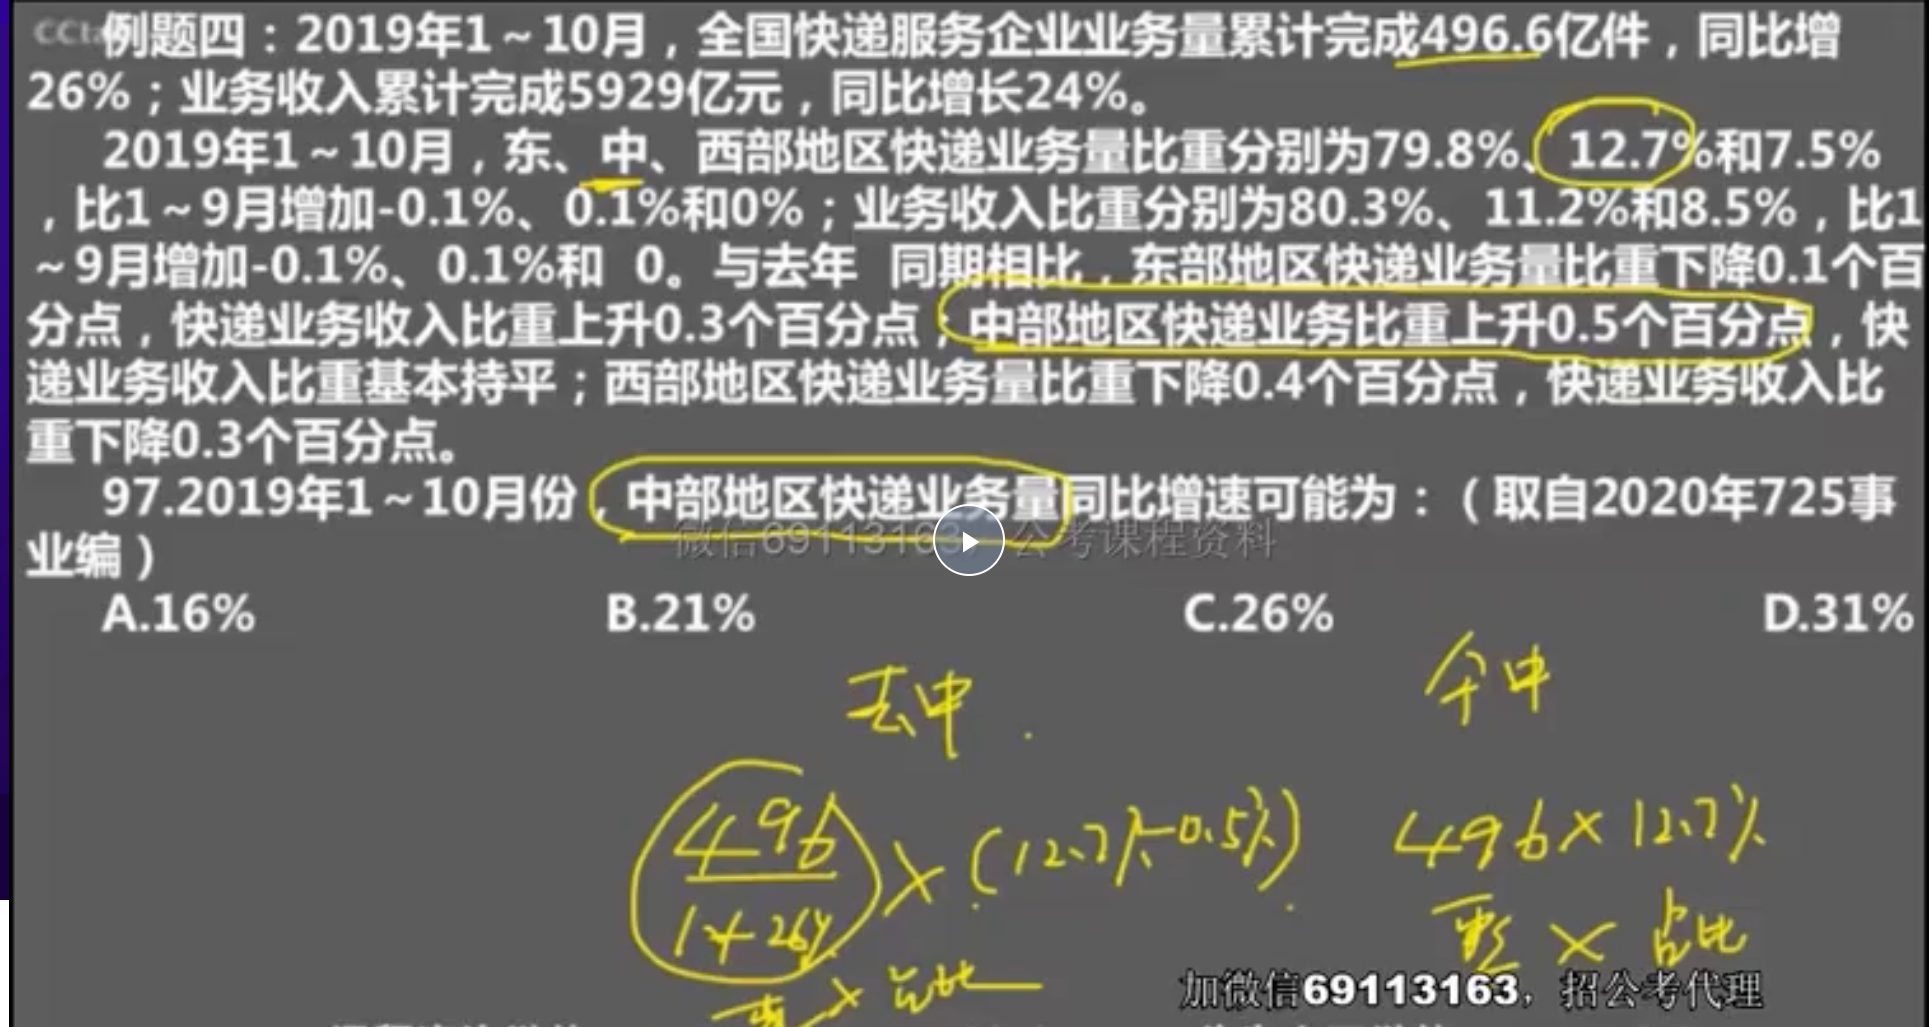 CCta
例题四：2019年1～10月，全国快递服务企业业务量累计完成496.6亿件，同比增
26%；业务收入累计完成5929亿元，同比增长24%。
2019年1～10月，东、中、西部地区快递业务量比重分别为79.8%、12.7%和7.5%
，比1～9月增加-0.1%、0.1%和0%；业务收入比重分别为80.3%、11.2%和8.5%，比1
～9月增加-0.1%、0.1%和 0。与去年 同期相比，东部地区快递业务量比重下降0.1个百
分点，快递业务收入比重上升0.3个百分点；中部地区快递业务比重上升0.5个百分点，快
递业务收入比重基本持平；西部地区快递业务量比重下降0.4个百分点，快递业务收入比
重下降0.3个百分点。
97.2019年1～10月份，中部地区快递业务量同比增速可能为：（取自2020年725事
微信69113163，公考课程资料
业编）
A.16% B.21% C.26% D.31%
去中 今中
496
1+26% ×（12.7%-0.5%） 496×12.7%
× 占比 × 占比
加微信69113163，招公考代理